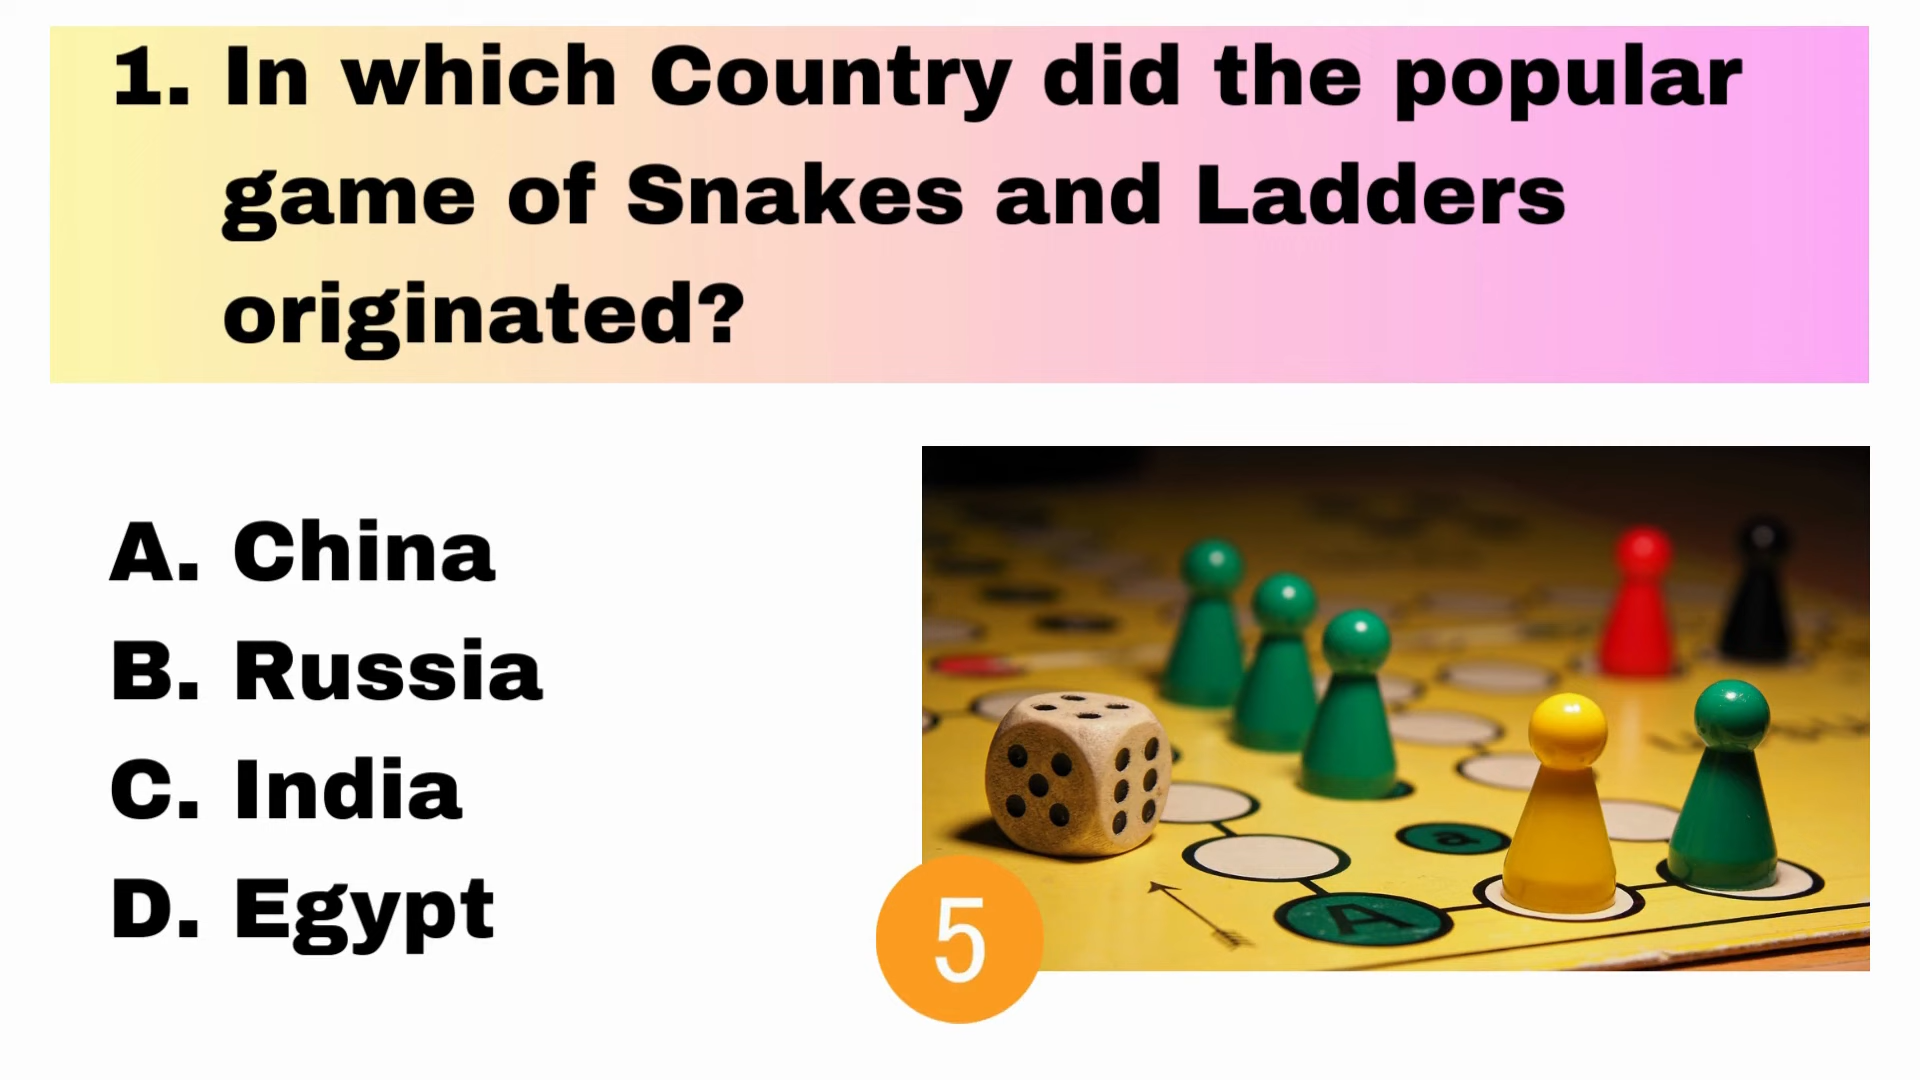 1. In which Country did the popular
game of Snakes and Ladders
originated?
A. China
B. Russia
C. India
D. Egypt
5
a
A